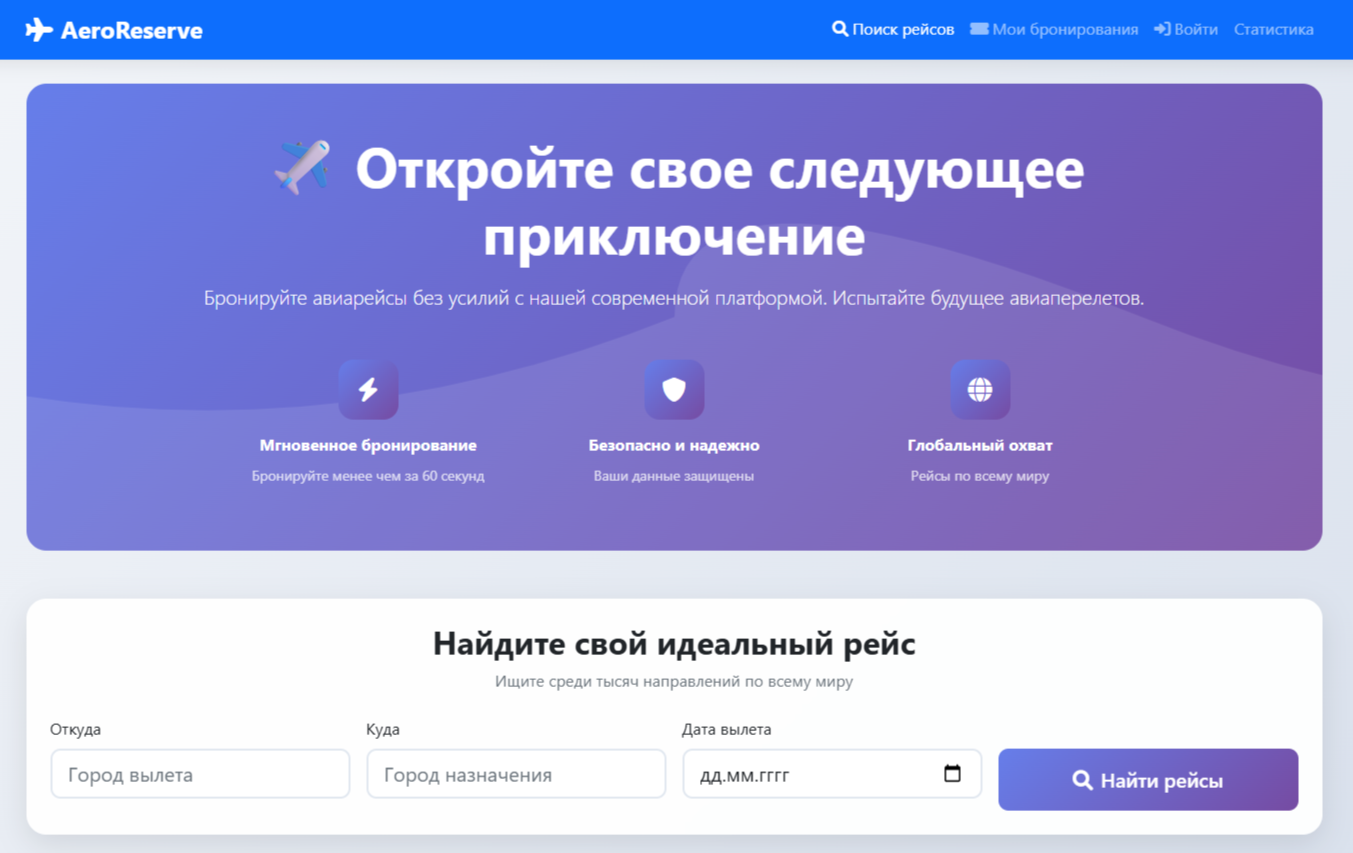 AeroReserve
Поиск рейсов
Мои бронирования
Войти
Статистика
Откройте свое следующее
приключение
Бронируйте авиарейсы без усилий с нашей современной платформой. Испытайте будущее авиаперелетов.
Мгновенное бронирование
Бронируйте менее чем за 60 секунд
Безопасно и надежно
Ваши данные защищены
Глобальный охват
Рейсы по всему миру
Найдите свой идеальный рейс
Ищите среди тысяч направлений по всему миру
Откуда
Город вылета
Куда
Город назначения
Дата вылета
дд.мм.гггг
Найти рейсы